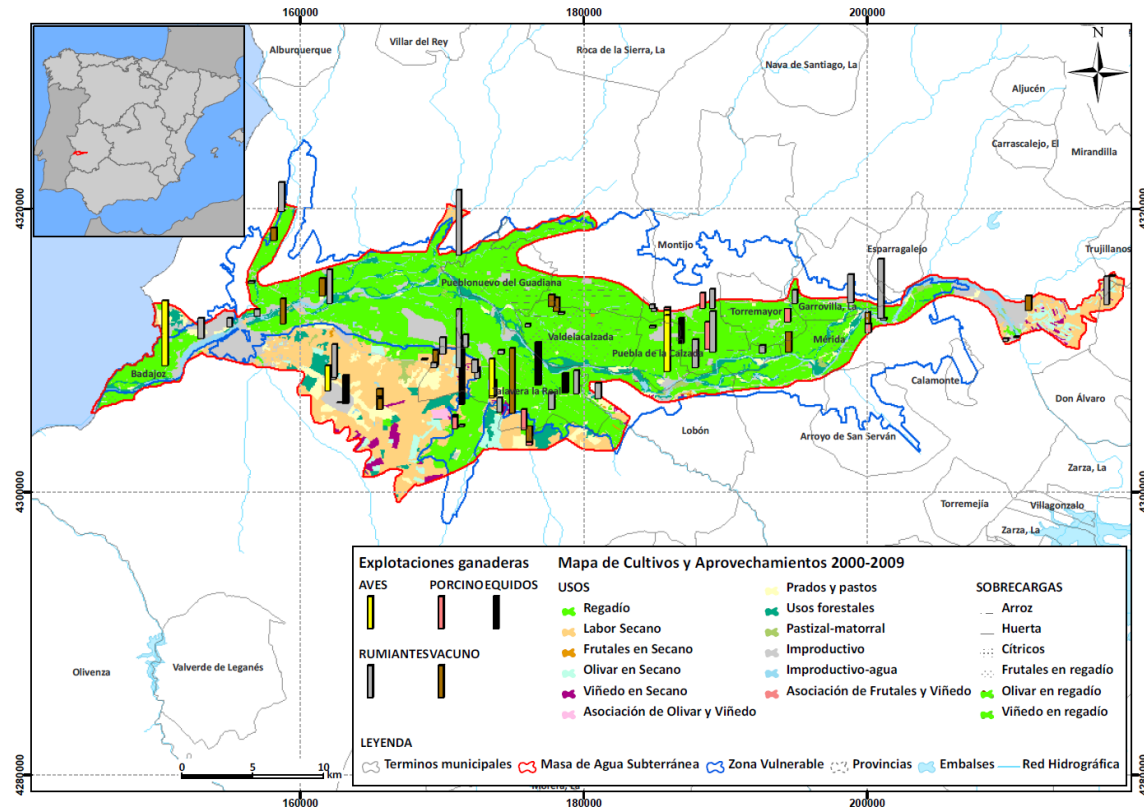 160000
180000
200000
Alburquerque
Villar del Rey
Roca de la Sierra, La
Nava de Santiago, La
N
Aljucén
Carrascalejo, El
Mirandilla
4320000
Montijo
Esparragalejo
Trujillanos
Pueblonuevo del Guadiana
Torremayor
Garrovilla, La
Valdelacalzada
Puebla de la Calzada
Mérida
Badajoz
Talavera la Real
Calamonte
Don Álvaro
Lobón
Arroyo de San Serván
Zarza, La
4300000
Torremejía
Villagonzalo
Zarza, La
Olivenza
Valverde de Leganés
Explotaciones ganaderas
AVES
PORCINO
EQUIDOS
RUMIANTES
VACUNO
Mapa de Cultivos y Aprovechamientos 2000-2009
USOS
Regadío
Labor Secano
Frutales en Secano
Olivar en Secano
Viñedo en Secano
Asociación de Olivar y Viñedo
Prados y pastos
Usos forestales
Pastizal-matorral
Improductivo
Improductivo-agua
Asociación de Frutales y Viñedo
SOBRECARGAS
Arroz
Huerta
Cítricos
Frutales en regadío
Olivar en regadío
Viñedo en regadío
LEYENDA
Terminos municipales
Masa de Agua Subterránea
Zona Vulnerable
Provincias
Embalses
Red Hidrográfica
0 5 10
km
4280000
160000
180000
200000